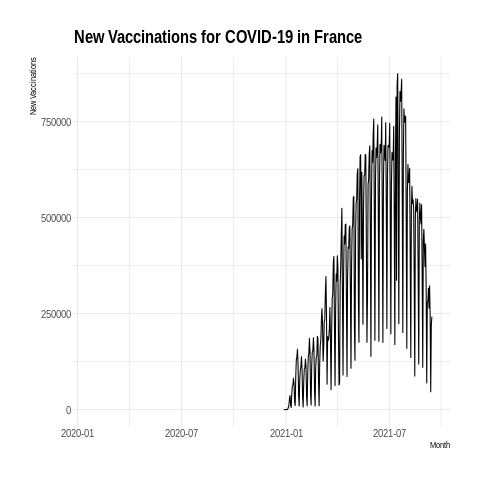 New Vaccinations for COVID-19 in France
New Vaccinations
750000
500000
250000
0
2020-01 2020-07 2021-01 2021-07
Month